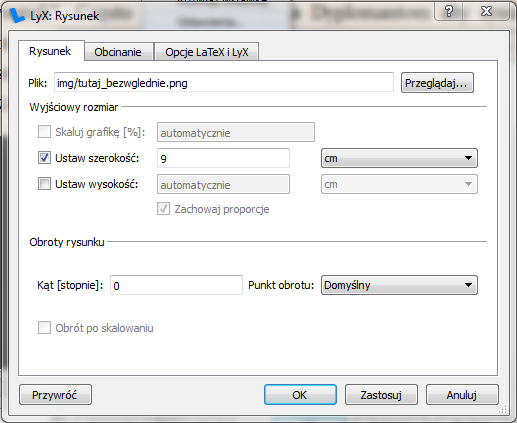 LyX: Rysunek
Rysunek Obcinanie Opcje LaTeX i LyX
Plik: img/tutaj_bezwglednie.png Przeglądaj...
Wyjściowy rozmiar
Skaluj grafikę [%]: automatycznie
Ustaw szerokość: 9 cm
Ustaw wysokość: automatycznie cm
Zachowaj proporcje
Obroty rysunku
Kąt [stopnie]: 0 Punkt obrotu: Domyślny
Obrót po skalowaniu
Przywróć OK Zastosuj Anuluj